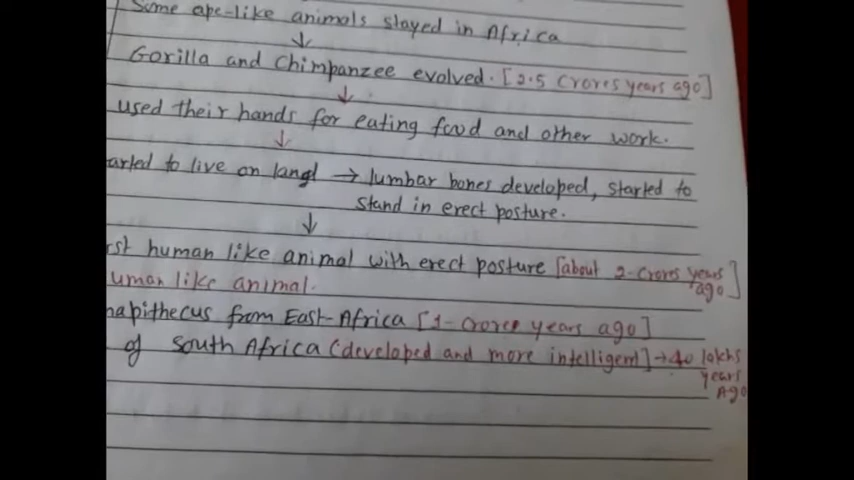 Some ape-like animals stayed in Africa
↓
Gorilla and Chimpanzee evolved. [2.5 Crores years ago]
↓
used their hands for eating food and other work.
↓
arted to live on land → lumbar bones developed, started to
stand in erect posture.
↓
rst human like animal with erect posture [about 2-crores years ago]
uman like animal.
apithecus from East-Africa [1-crores years ago]
of South Africa (developed and more intelligent] → 40 lakhs years Ago